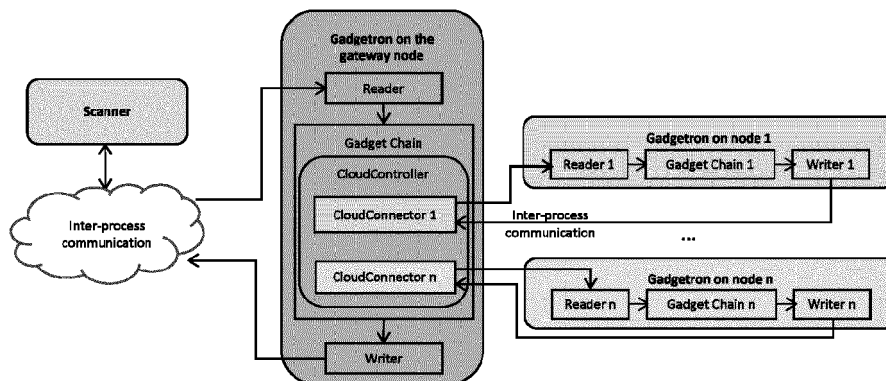 Gadgetron on the
gateway node
Reader
Scanner
Gadget Chain
CloudController
CloudConnector 1
CloudConnector n
Writer
Inter-process
communication
Gadgetron on node 1
Reader 1
Gadget Chain 1
Writer 1
Inter-process
communication
...
Gadgetron on node n
Reader n
Gadget Chain n
Writer n